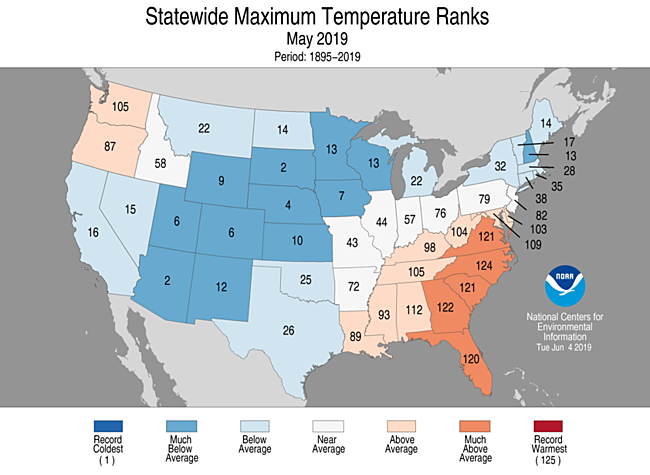 Statewide Maximum Temperature Ranks
May 2019
Period: 1895–2019
105
87
58
22
14
13
13
22
14
17
13
28
35
38
82
103
109
32
9
2
4
7
16
15
6
6
10
43
44
57
76
79
104
121
98
124
105
121
2
12
25
72
26
89
93
112
122
120
NOAA
National Centers for
Environmental
Information
Tue Jun 4 2019
Record
Coldest
( 1 )
Much
Below
Average
Below
Average
Near
Average
Above
Average
Much
Above
Average
Record
Warmest
( 125 )